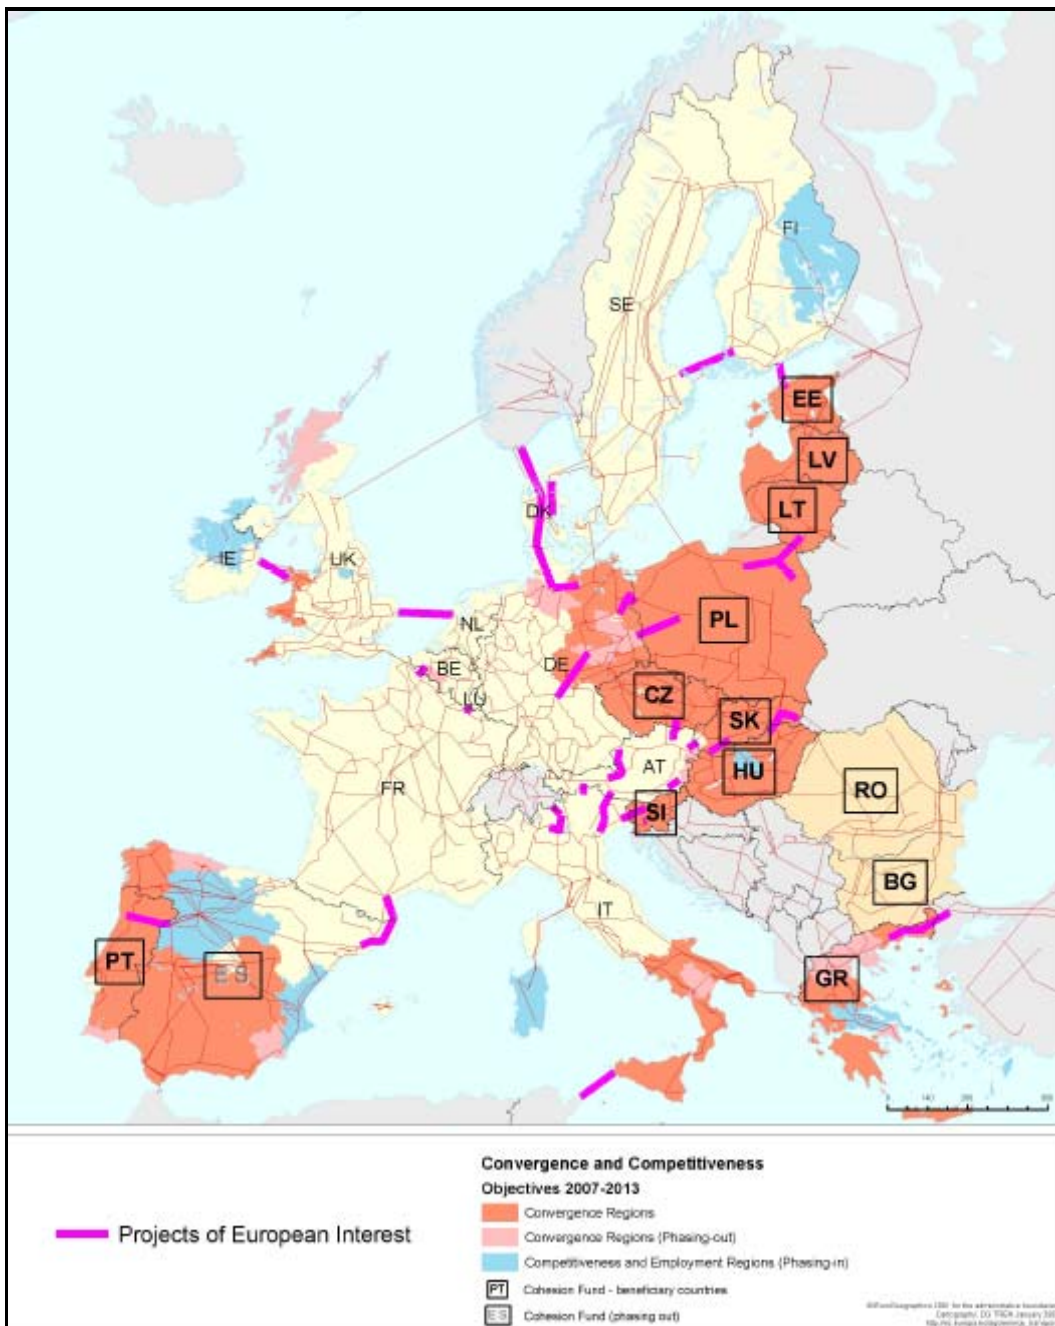 FI
SE
EE
LV
LT
DK
IE
UK
PL
NL
BE
DE
LU
CZ
SK
AT
HU
FR
RO
SI
BG
IT
PT
ES
GR
Convergence and Competitiveness
Objectives 2007-2013
Convergence Regions
Projects of European Interest
Convergence Regions (Phasing-out)
Competitiveness and Employment Regions (Phasing-in)
PT Cohesion Fund - beneficiary countries
ES Cohesion Fund (phasing out)